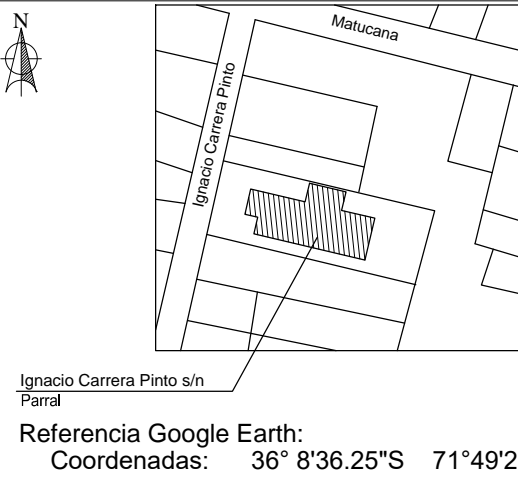 N
Matucana
Ignacio Carrera Pinto
Ignacio Carrera Pinto s/n
Parral
Referencia Google Earth:
Coordenadas: 36° 8'36.25"S 71°49'2